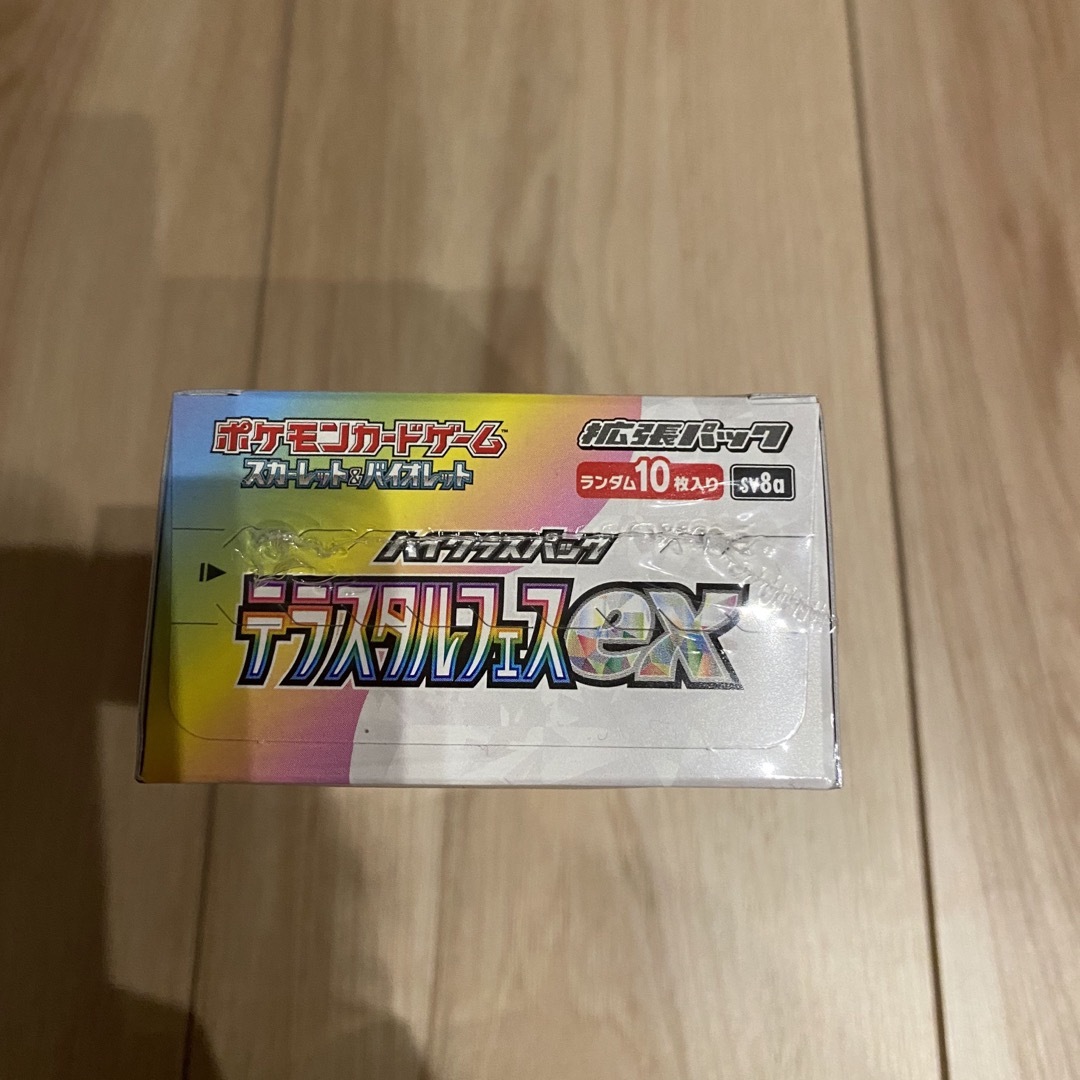 ポケモンカードゲーム™
スカーレット&バイオレット
拡張パック
ランダム10枚入り sv8a
ハイクラスパック
テラスタルフェスex